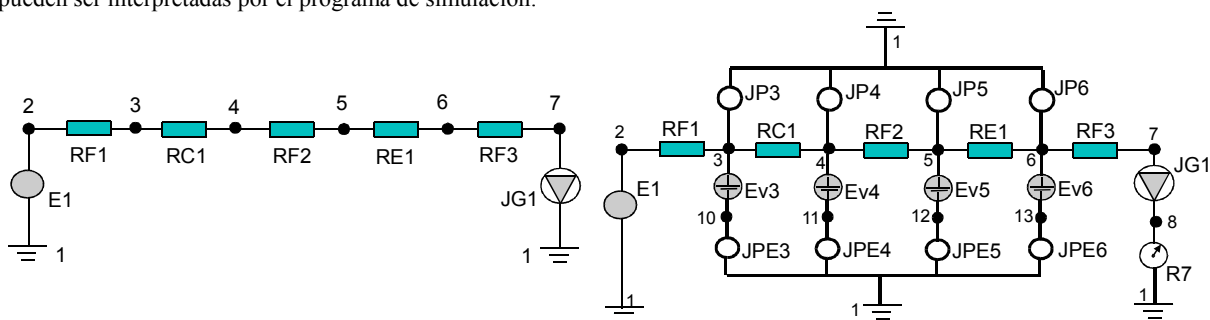 pueden ser interpretadas por el programa de simulación.
2 3 4 5 6 7
RF1 RC1 RF2 RE1 RF3
E1 JG1
1 1
1
JP3 JP4 JP5 JP6
2 RF1 RC1 RF2 RE1 RF3 7
3 4 5 6
E1 Ev3 Ev4 Ev5 Ev6 JG1
10 11 12 13 8
JPE3 JPE4 JPE5 JPE6
R7
1 1 1